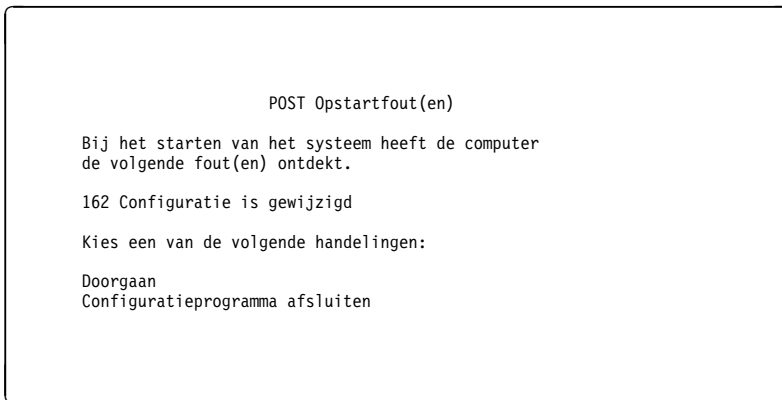 POST Opstartfout(en)
Bij het starten van het systeem heeft de computer
de volgende fout(en) ontdekt.
162 Configuratie is gewijzigd
Kies een van de volgende handelingen:
Doorgaan
Configuratieprogramma afsluiten